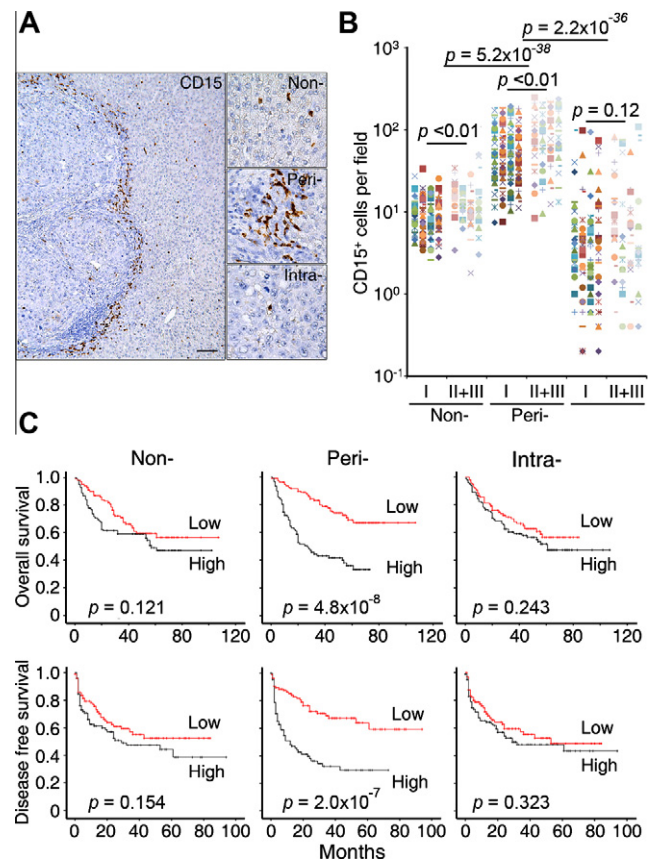 A
CD15
Non-
Peri-
Intra-
B
p = 2.2x10⁻³⁶
p = 5.2x10⁻³⁸
p <0.01
p = 0.12
p <0.01
CD15⁺ cells per field
10³
10²
10¹
10⁰
10⁻¹
I II+III I II+III I II+III
Non- Peri-
C
Non- Peri- Intra-
Overall survival
1.0
0.8
0.6
0.4
0.2
0
Low
High
p = 0.121
0 40 80 120
Low
High
p = 4.8x10⁻⁸
0 40 80 120
Low
High
p = 0.243
0 40 80 120
Disease free survival
1.0
0.8
0.6
0.4
0.2
0
Low
High
p = 0.154
0 20 40 60 80 100
Low
High
p = 2.0x10⁻⁷
0 20 40 60 80 100
Low
High
p = 0.323
0 20 40 60 80 100
Months